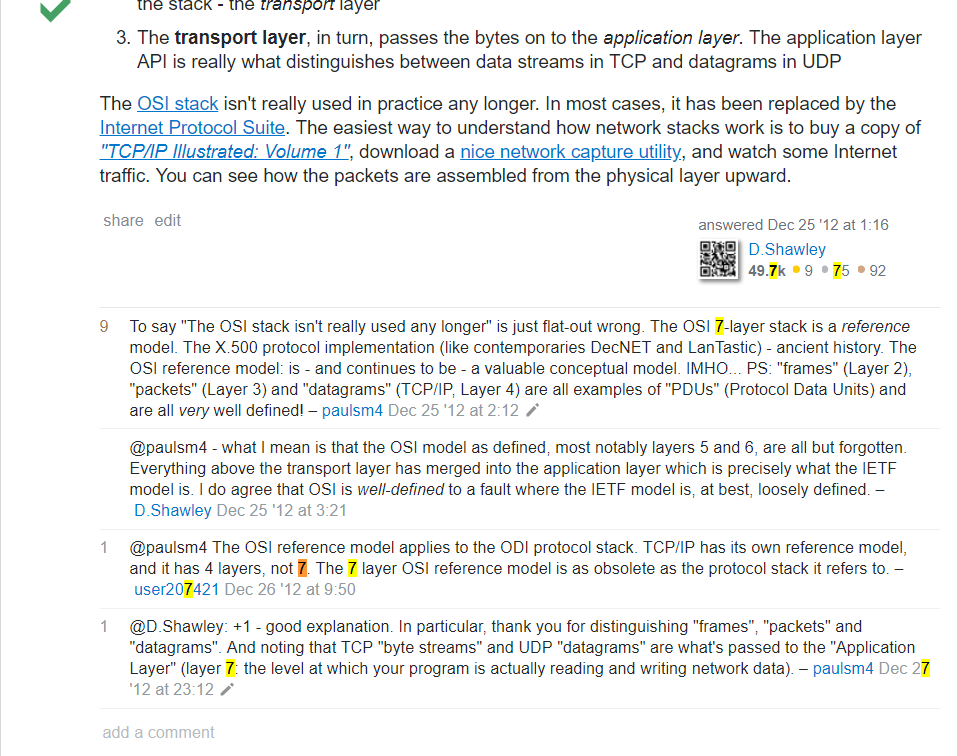 the stack - the transport layer
3. The transport layer, in turn, passes the bytes on to the application layer. The application layer
API is really what distinguishes between data streams in TCP and datagrams in UDP
The OSI stack isn't really used in practice any longer. In most cases, it has been replaced by the
Internet Protocol Suite. The easiest way to understand how network stacks work is to buy a copy of
"TCP/IP Illustrated: Volume 1", download a nice network capture utility, and watch some Internet
traffic. You can see how the packets are assembled from the physical layer upward.
share edit
answered Dec 25 '12 at 1:16
D.Shawley
49.7k 9 75 92
9 To say "The OSI stack isn't really used any longer" is just flat-out wrong. The OSI 7-layer stack is a reference
model. The X.500 protocol implementation (like contemporaries DecNET and LanTastic) - ancient history. The
OSI reference model: is - and continues to be - a valuable conceptual model. IMHO... PS: "frames" (Layer 2),
"packets" (Layer 3) and "datagrams" (TCP/IP, Layer 4) are all examples of "PDUs" (Protocol Data Units) and
are all very well defined! – paulsm4 Dec 25 '12 at 2:12
@paulsm4 - what I mean is that the OSI model as defined, most notably layers 5 and 6, are all but forgotten.
Everything above the transport layer has merged into the application layer which is precisely what the IETF
model is. I do agree that OSI is well-defined to a fault where the IETF model is, at best, loosely defined. –
D.Shawley Dec 25 '12 at 3:21
1 @paulsm4 The OSI reference model applies to the ODI protocol stack. TCP/IP has its own reference model,
and it has 4 layers, not 7. The 7 layer OSI reference model is as obsolete as the protocol stack it refers to. –
user207421 Dec 26 '12 at 9:50
1 @D.Shawley: +1 - good explanation. In particular, thank you for distinguishing "frames", "packets" and
"datagrams". And noting that TCP "byte streams" and UDP "datagrams" are what's passed to the "Application
Layer" (layer 7: the level at which your program is actually reading and writing network data). – paulsm4 Dec 27
'12 at 23:12
add a comment